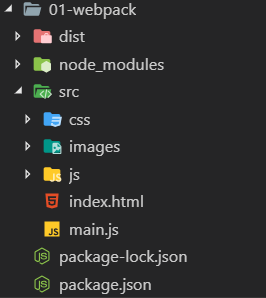 01-webpack
dist
node_modules
src
css
images
js
index.html
main.js
package-lock.json
package.json